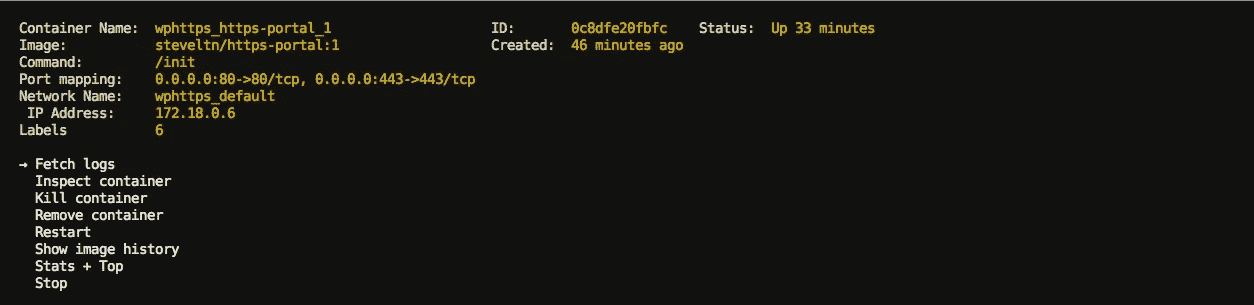 Container Name: wphttps_https-portal_1 ID: 0c8dfe20fbfc Status: Up 33 minutes
Image: steveltn/https-portal:1 Created: 46 minutes ago
Command: /init
Port mapping: 0.0.0.0:80->80/tcp, 0.0.0.0:443->443/tcp
Network Name: wphttps_default
IP Address: 172.18.0.6
Labels 6
→ Fetch logs
Inspect container
Kill container
Remove container
Restart
Show image history
Stats + Top
Stop